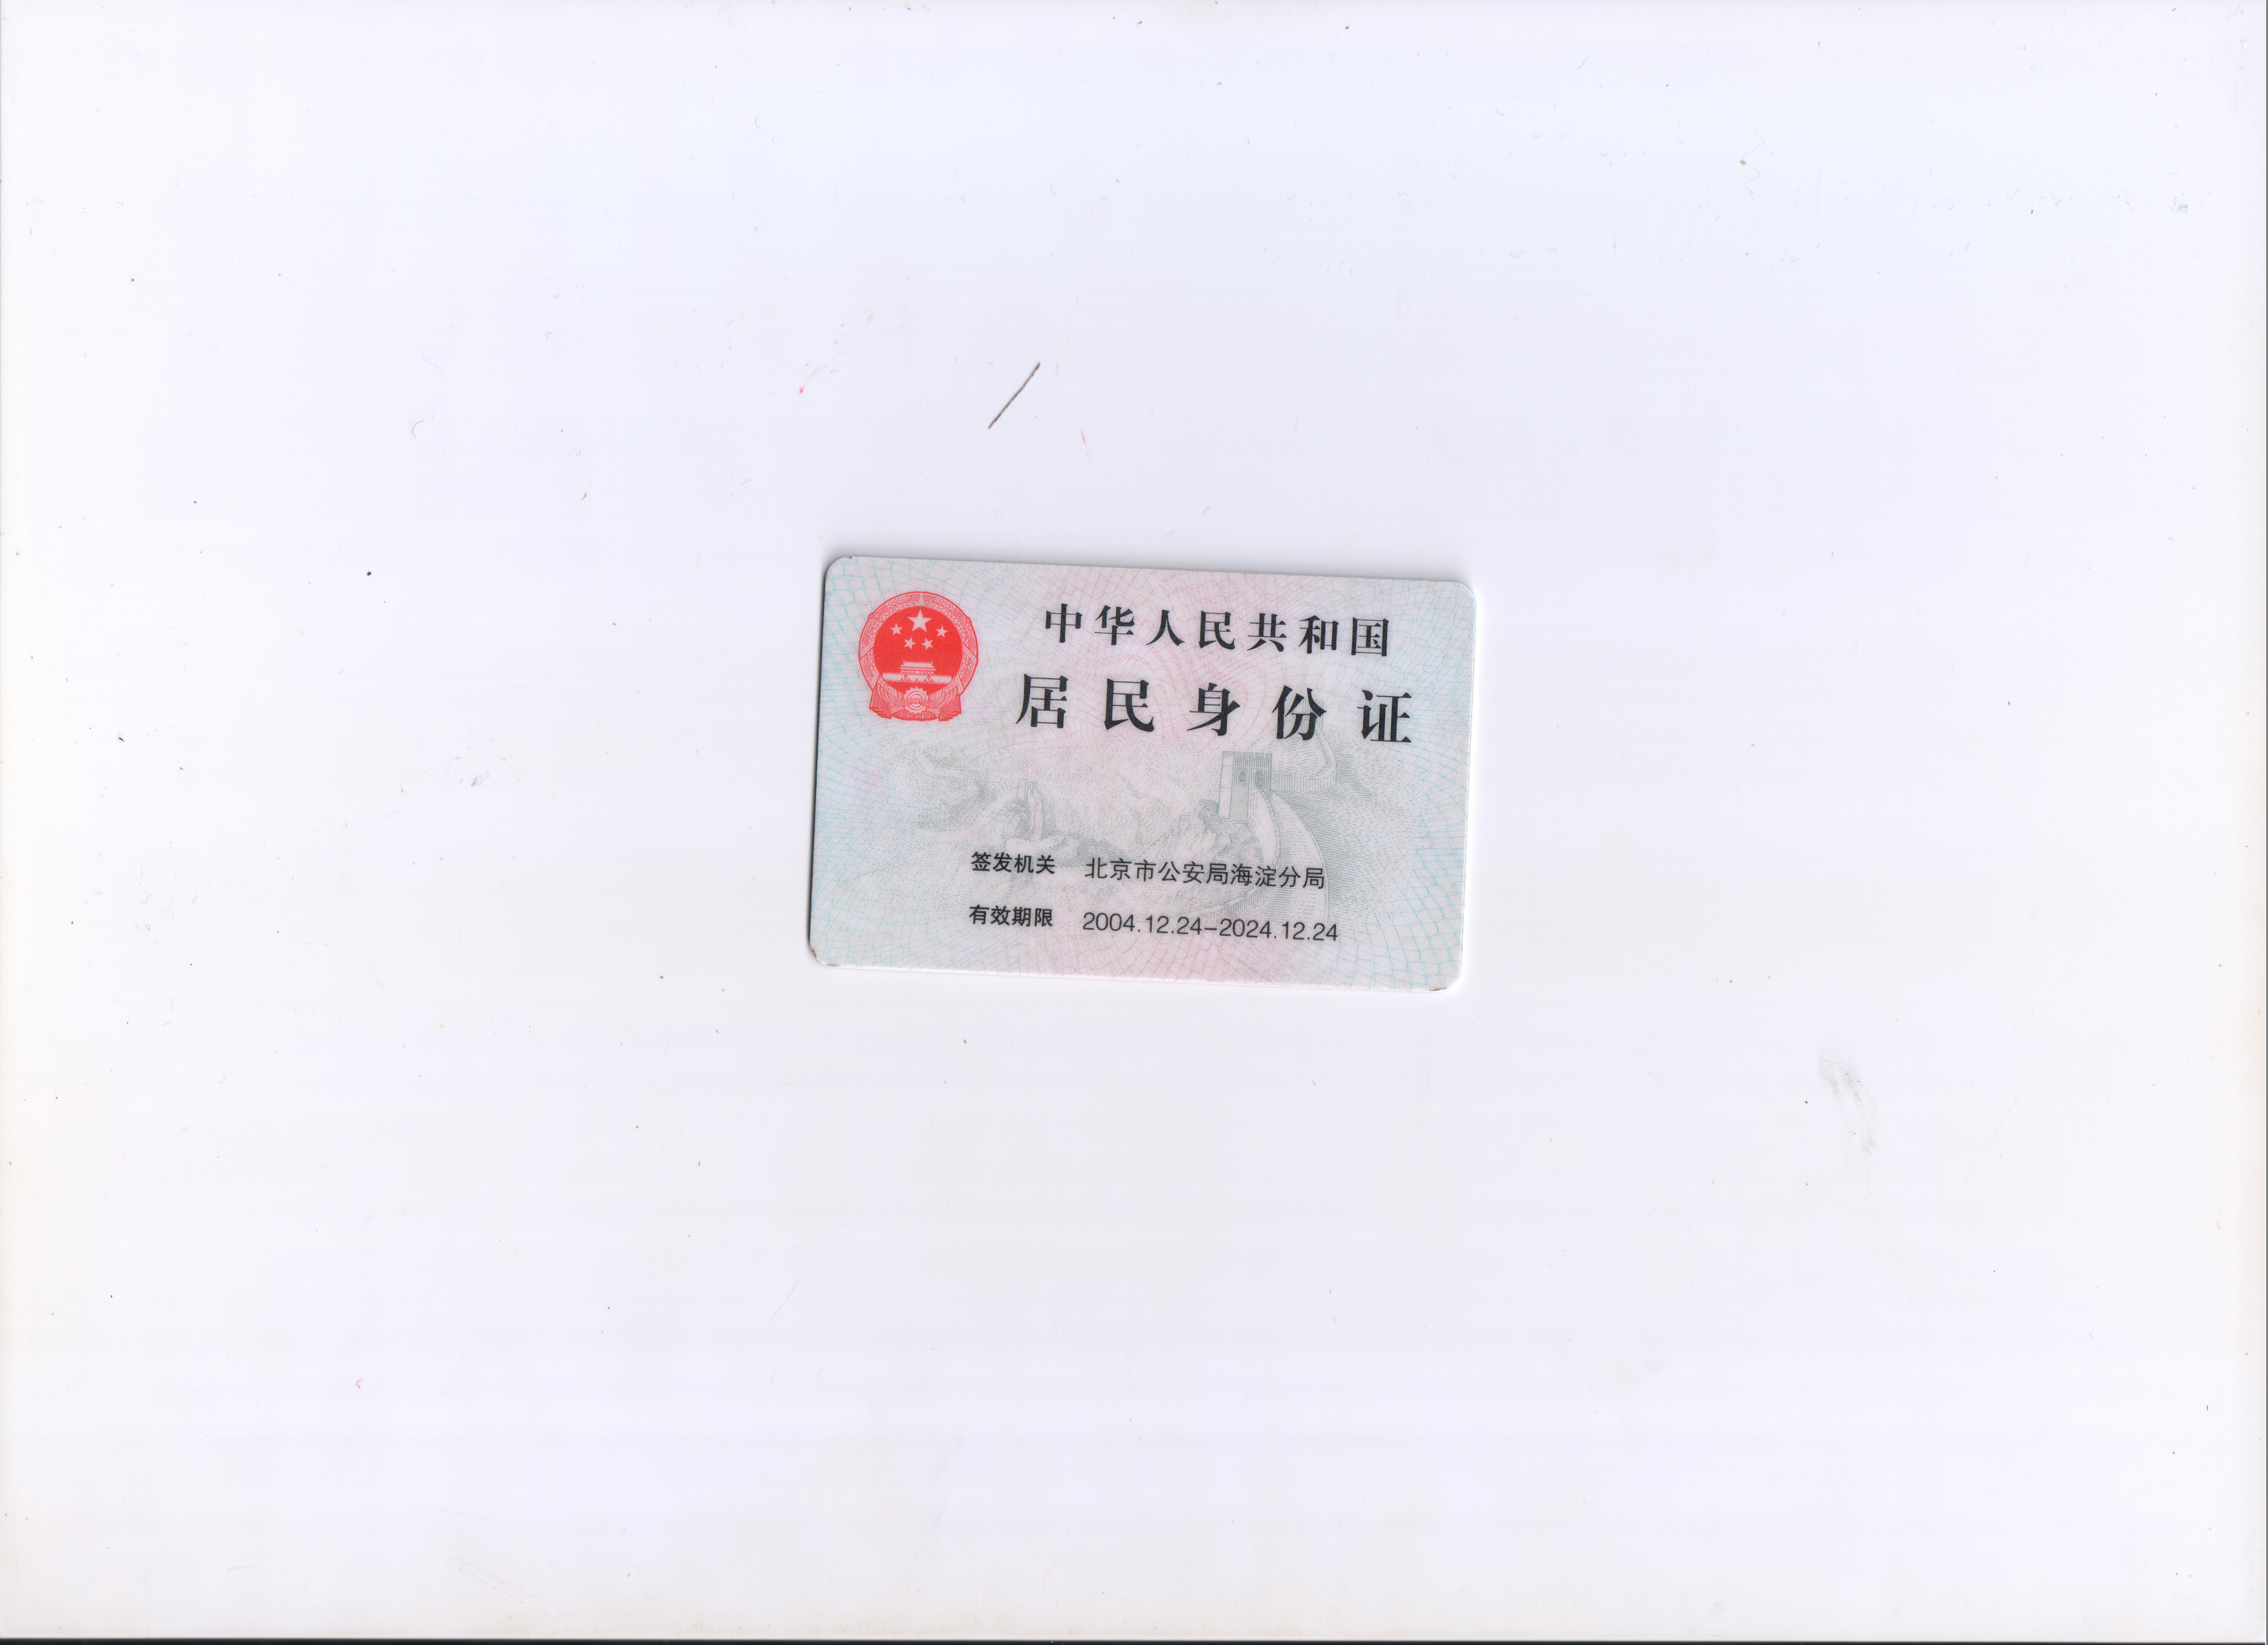 中华人民共和国
居民身份证
签发机关 北京市公安局海淀分局
有效期限 2004.12.24-2024.12.24